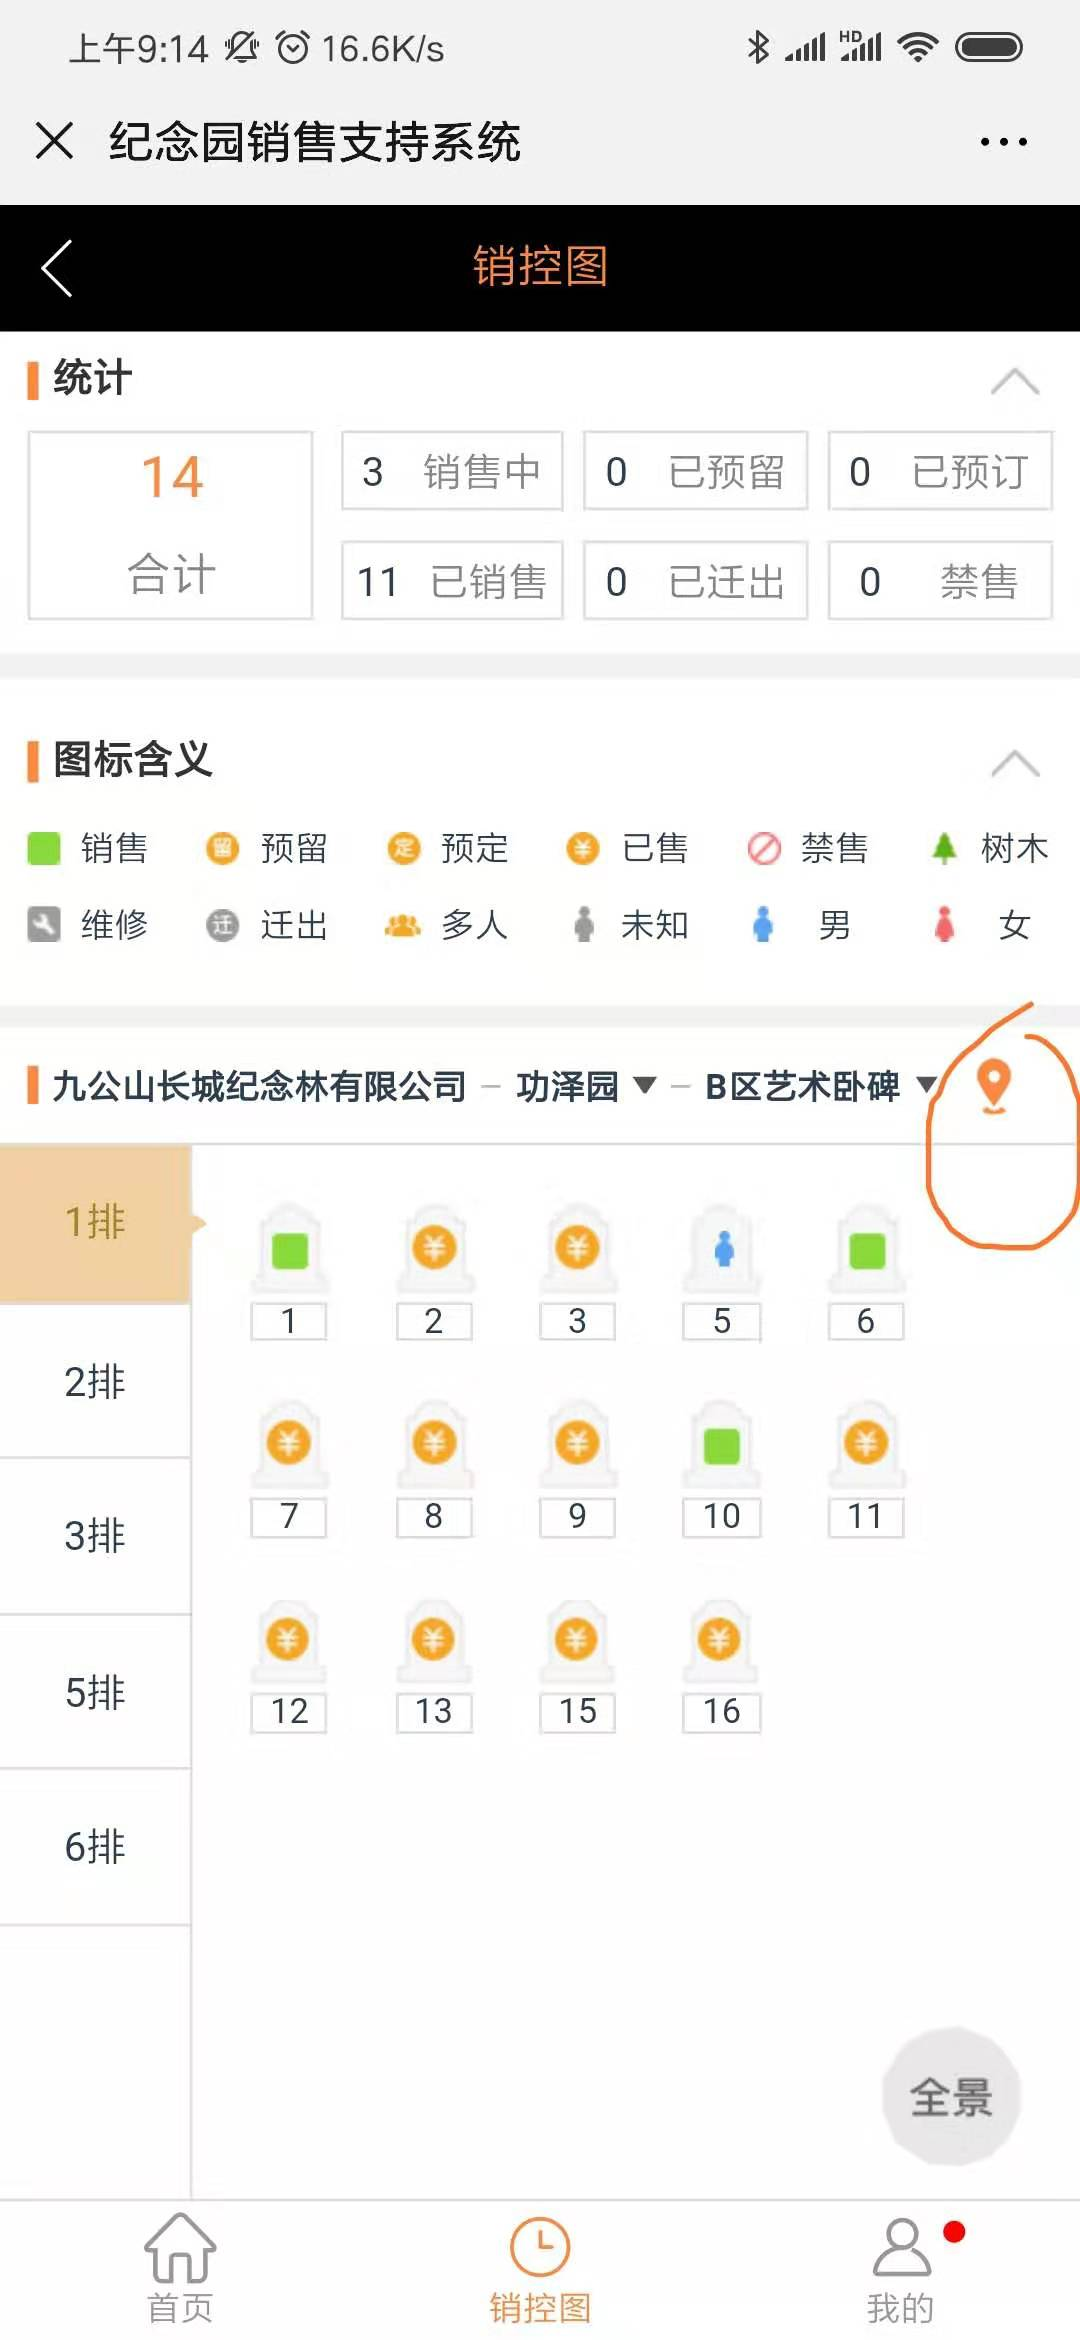 上午9:14 16.6K/s HD
纪念园销售支持系统
销控图
统计
14 合计
3 销售中 0 已预留 0 已预订
11 已销售 0 已迁出 0 禁售
图标含义
销售 留 预留 定 预定 ¥ 已售 禁售 树木
维修 迁 迁出 多人 未知 男 女
九公山长城纪念林有限公司 – 功泽园 – B区艺术卧碑
1排
¥ ¥
1 2 3 5 6
2排
¥ ¥ ¥ ¥
7 8 9 10 11
3排
¥ ¥ ¥ ¥
12 13 15 16
5排
6排
全景
首页 销控图 我的